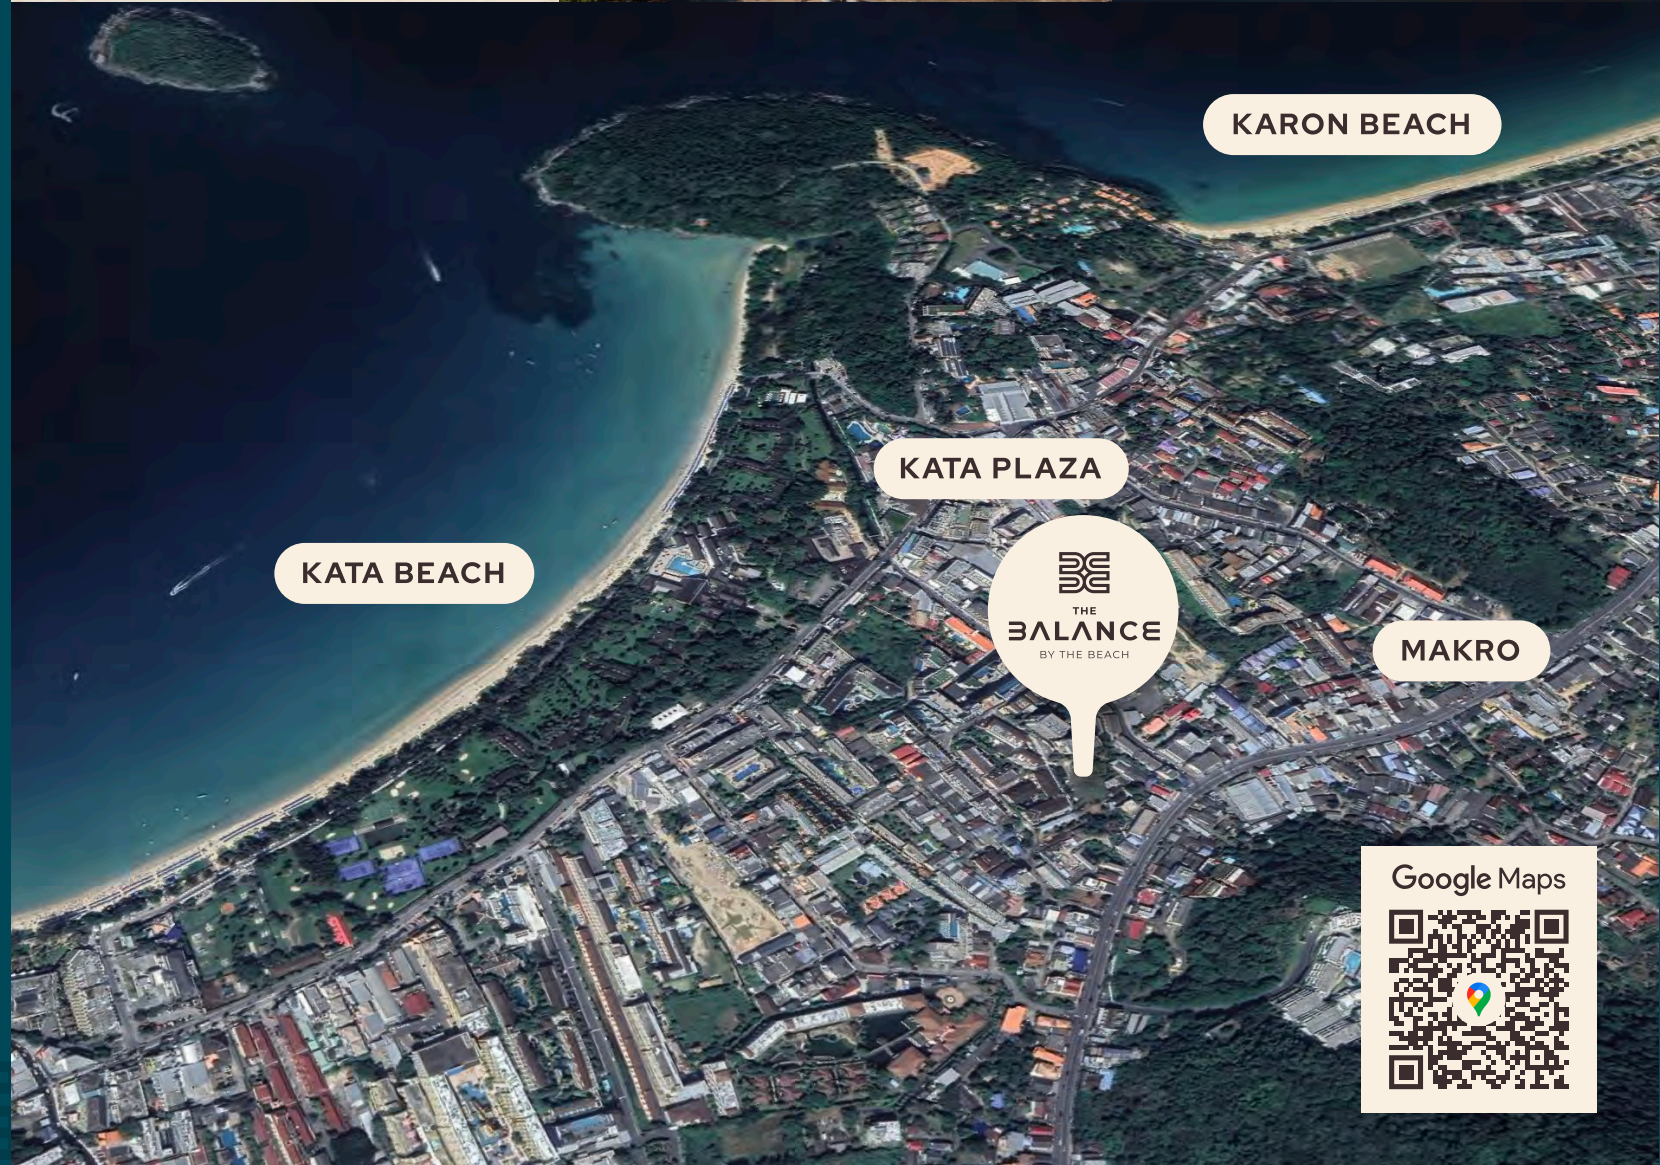 KARON BEACH
KATA PLAZA
KATA BEACH
THE
BALANCE
BY THE BEACH
MAKRO
Google Maps